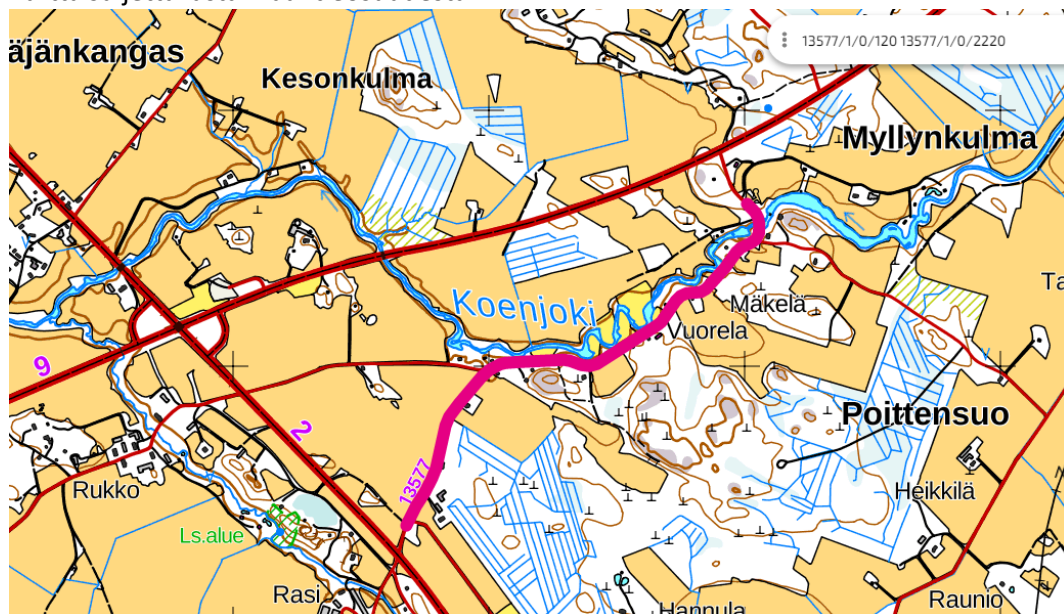 13577/1/0/120 13577/1/0/2220
äjänkangas
Kesonkulma
Myllynkulma
Koenjoki
Mäkelä
Vuorela
9
2
Poittensuo
13577
Rukko
Heikkilä
Ls.alue
Rasi
Raunio
Hannula